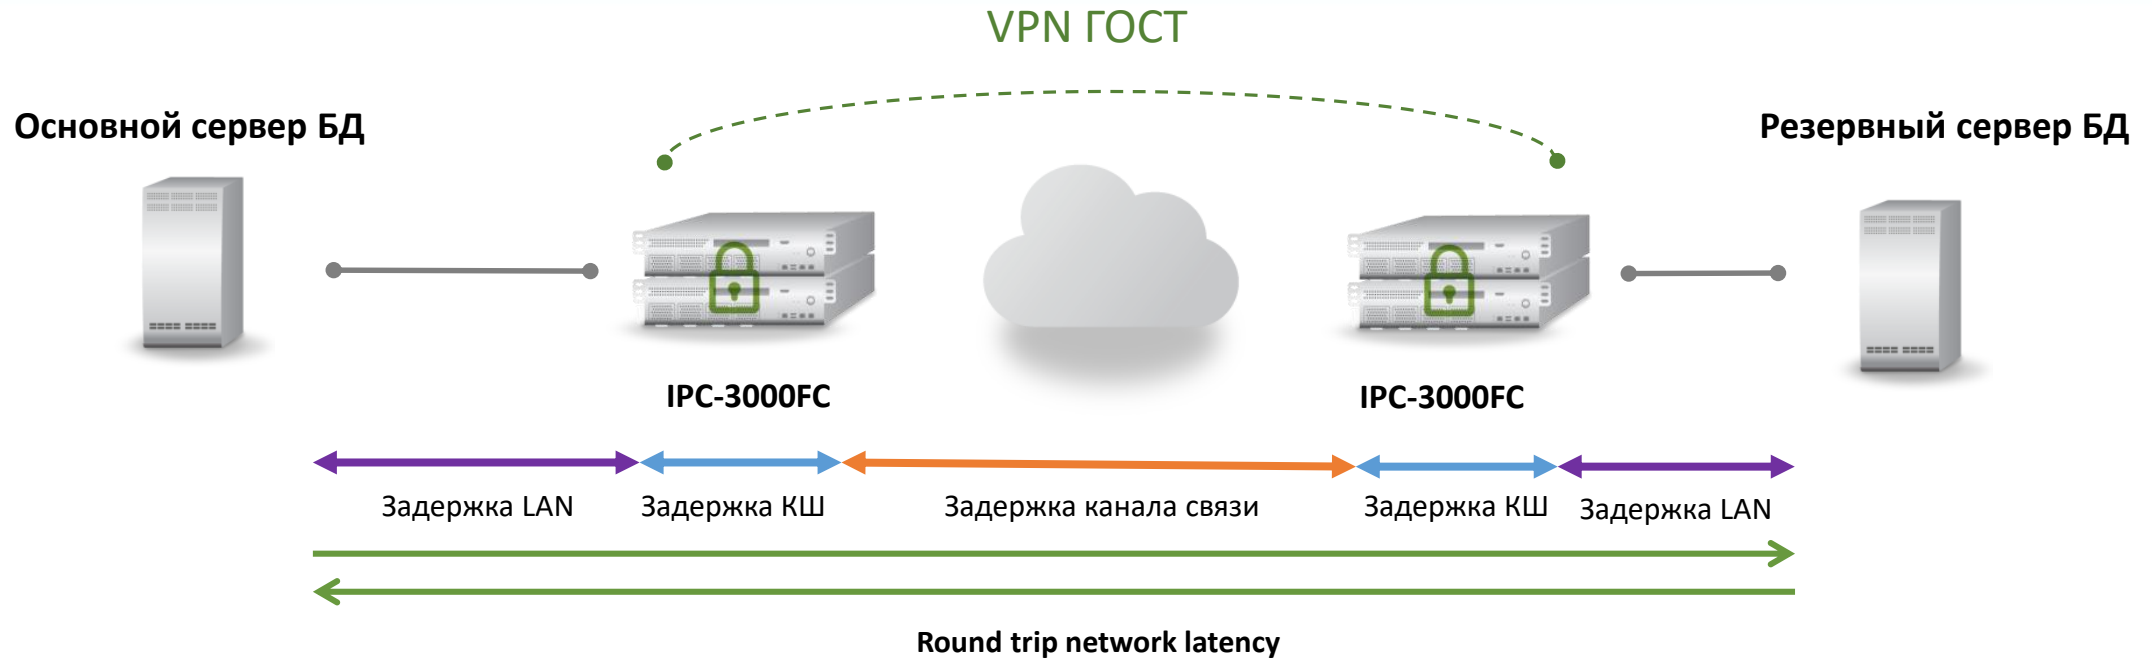 VPN ГОСТ
Основной сервер БД
Резервный сервер БД
IPC-3000FC
IPC-3000FC
Задержка LAN
Задержка КШ
Задержка канала связи
Задержка КШ
Задержка LAN
Round trip network latency